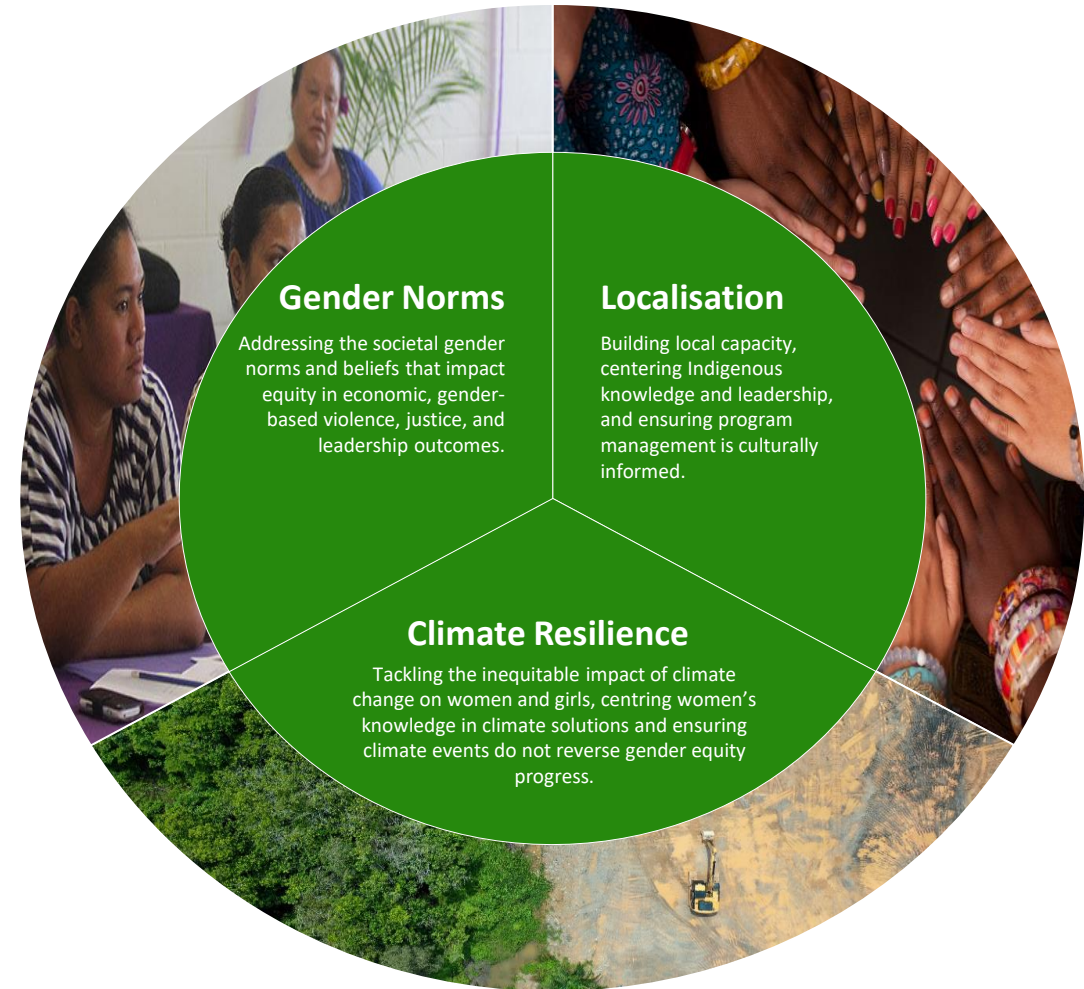 Gender Norms
Addressing the societal gender
norms and beliefs that impact
equity in economic, gender-
based violence, justice, and
leadership outcomes.
Localisation
Building local capacity,
centering Indigenous
knowledge and leadership,
and ensuring program
management is culturally
informed.
Climate Resilience
Tackling the inequitable impact of climate
change on women and girls, centring women’s
knowledge in climate solutions and ensuring
climate events do not reverse gender equity
progress.